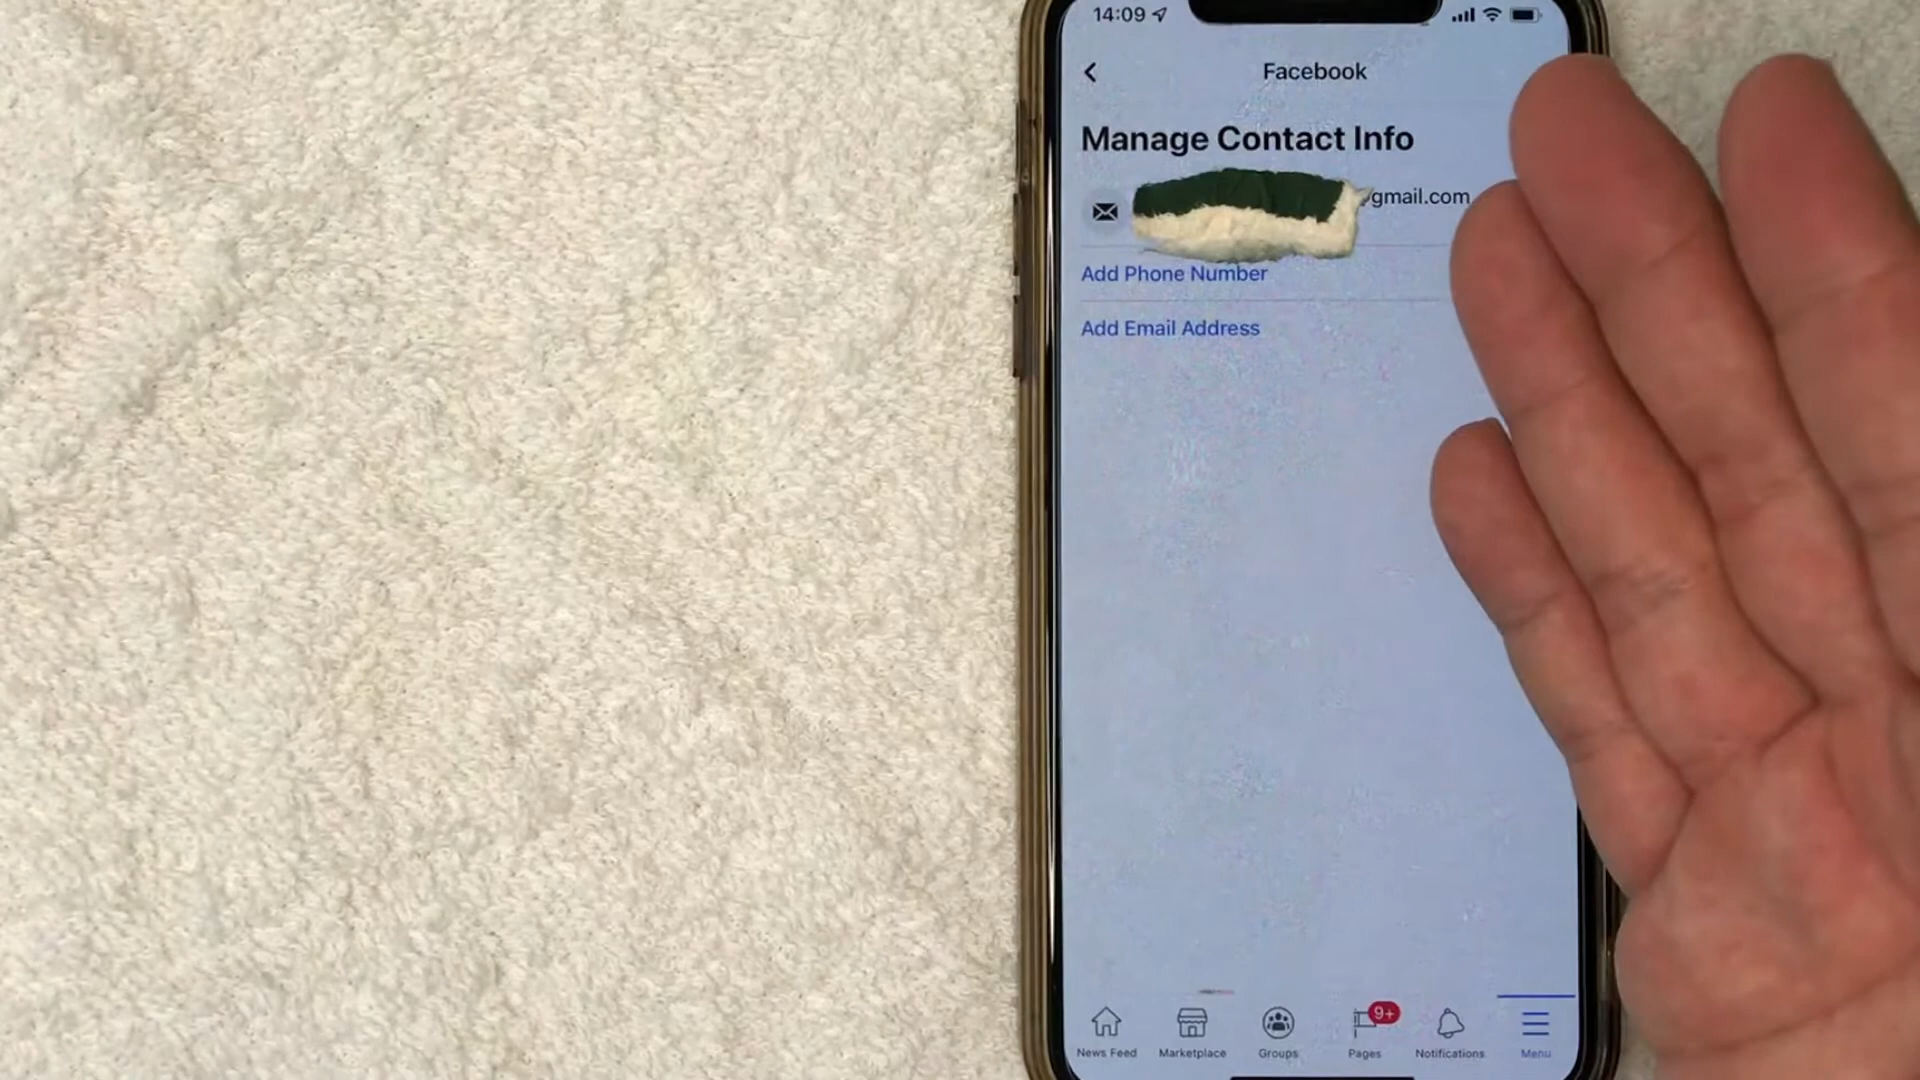 14:09
Facebook
Manage Contact Info
gmail.com
Add Phone Number
Add Email Address
9+
News Feed
Marketplace
Groups
Pages
Notifications
Menu